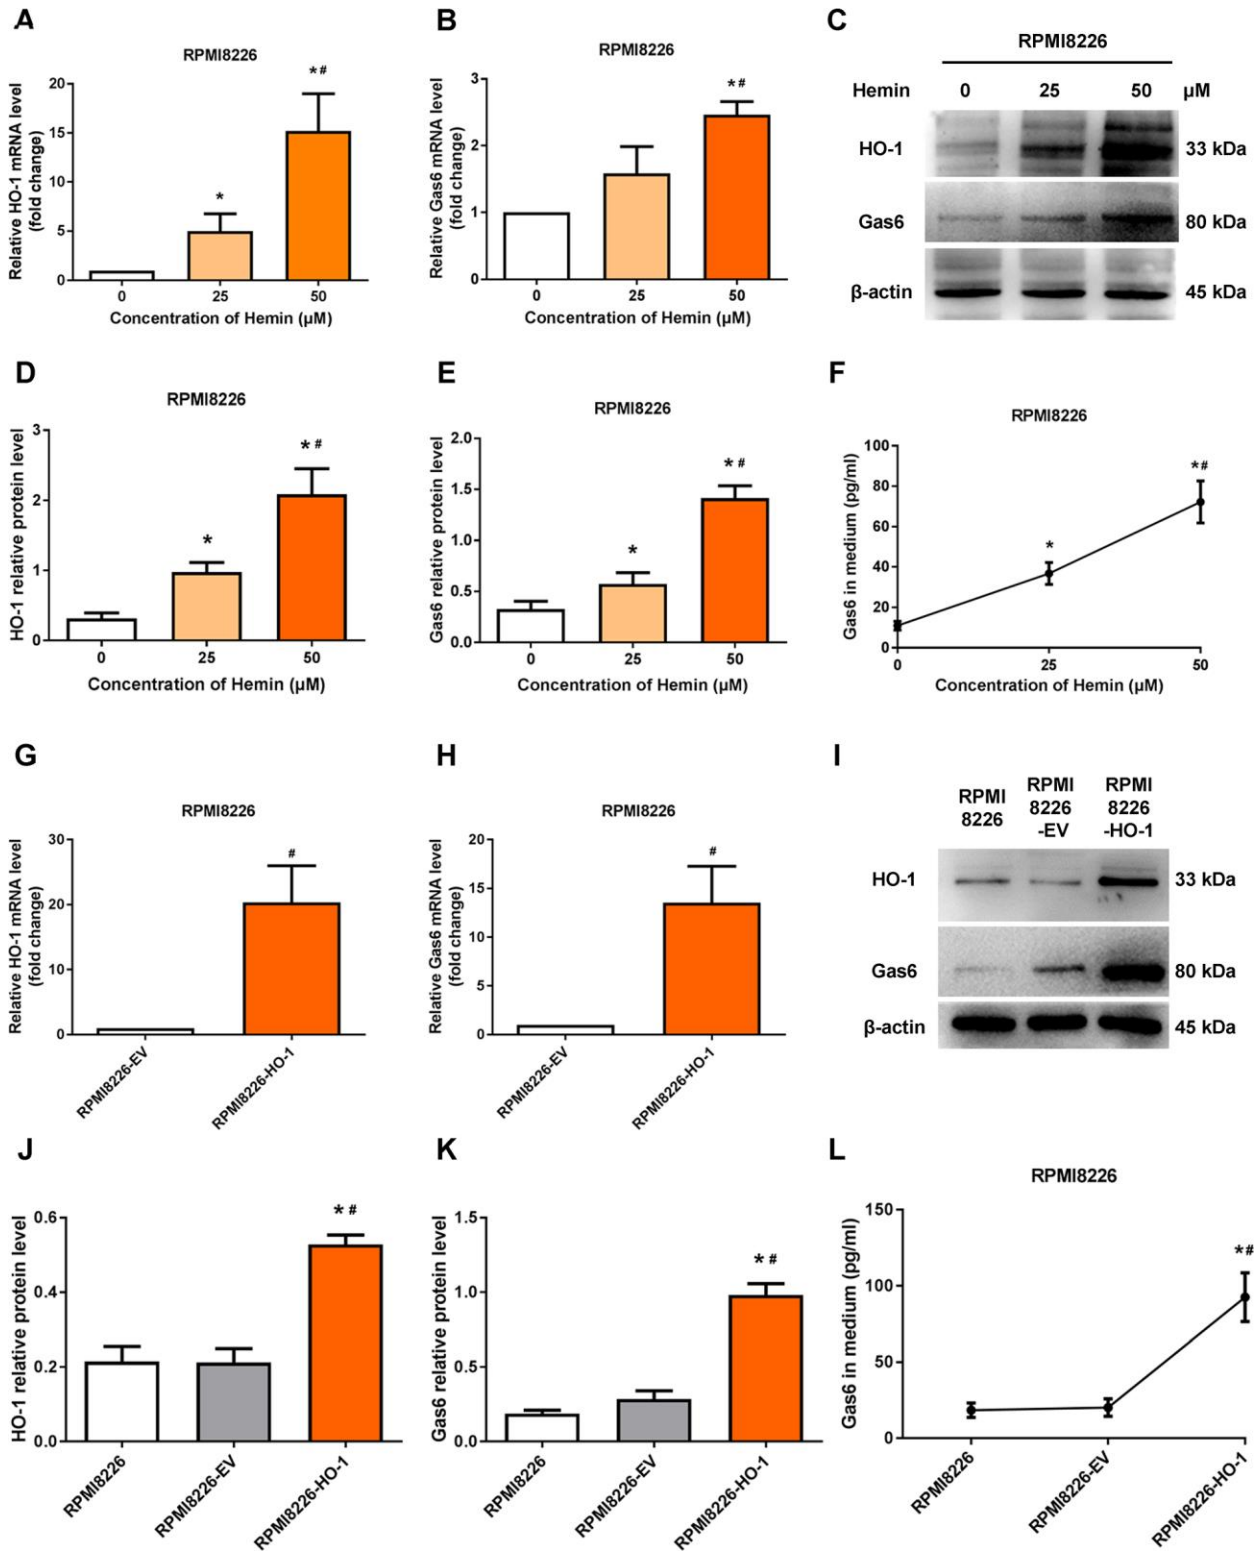 A
RPMI8226
Relative HO-1 mRNA level
(fold change)
20
15
10
5
0
*
*#
0 25 50
Concentration of Hemin (μM)
B
RPMI8226
Relative Gas6 mRNA level
(fold change)
3
2
1
0
*#
0 25 50
Concentration of Hemin (μM)
C
RPMI8226
Hemin 0 25 50 μM
HO-1 33 kDa
Gas6 80 kDa
β-actin 45 kDa
D
RPMI8226
HO-1 relative protein level
3
2
1
0
*
*#
0 25 50
Concentration of Hemin (μM)
E
RPMI8226
Gas6 relative protein level
2.0
1.5
1.0
0.5
0.0
*
*#
0 25 50
Concentration of Hemin (μM)
F
RPMI8226
Gas6 in medium (pg/ml)
100
80
60
40
20
0
*
*#
0 25 50
Concentration of Hemin (μM)
G
RPMI8226
Relative HO-1 mRNA level
(fold change)
30
20
10
0
#
RPMI8226-EV
RPMI8226-HO-1
H
RPMI8226
Relative Gas6 mRNA level
(fold change)
20
15
10
5
0
#
RPMI8226-EV
RPMI8226-HO-1
I
RPMI
8226
RPMI
8226
-EV
RPMI
8226
-HO-1
HO-1 33 kDa
Gas6 80 kDa
β-actin 45 kDa
J
HO-1 relative protein level
0.6
0.4
0.2
0.0
*#
RPMI8226
RPMI8226-EV
RPMI8226-HO-1
K
Gas6 relative protein level
1.5
1.0
0.5
0.0
*#
RPMI8226
RPMI8226-EV
RPMI8226-HO-1
L
RPMI8226
Gas6 in medium (pg/ml)
150
100
50
0
*#
RPMI8226
RPMI8226-EV
RPMI8226-HO-1